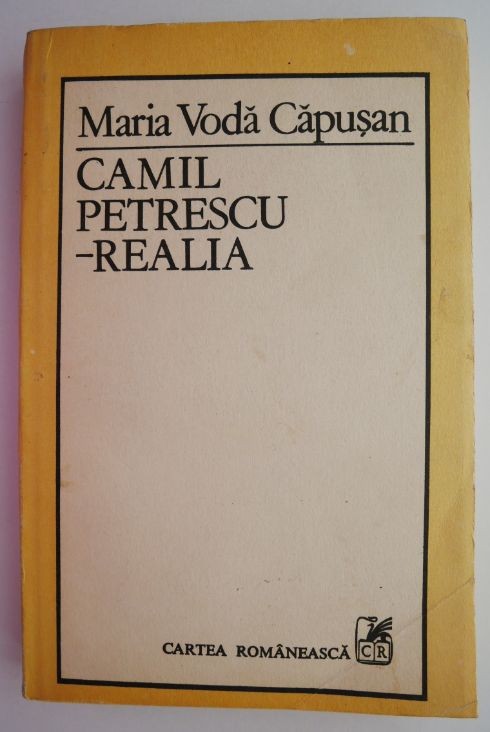 Maria Vodă Căpușan
CAMIL
PETRESCU
-REALIA
CARTEA ROMÂNEASCĂ
CR